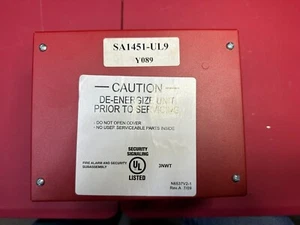 SA1451-UL9
Y089
CAUTION
DE-ENERGIZE UNIT
PRIOR TO SERVICING
- DO NOT OPEN COVER
- NO USER SERVICEABLE PARTS INSIDE
SECURITY
SIGNALING
FIRE ALARM AND SECURITY
SUBASSEMBLY
UL
3NWT
LISTED
Rev A